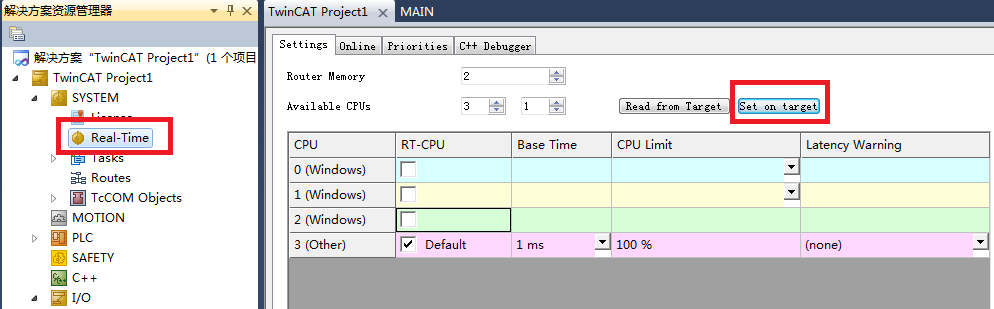 解决方案资源管理器
解决方案“TwinCAT Project1”(1 个项目
TwinCAT Project1
SYSTEM
License
Real-Time
Tasks
Routes
TcCOM Objects
MOTION
PLC
SAFETY
C++
I/O
TwinCAT Project1 MAIN
Settings Online Priorities C++ Debugger
Router Memory 2
Available CPUs 3 1 Read from Target Set on target
CPU RT-CPU Base Time CPU Limit Latency Warning
0 (Windows)
1 (Windows)
2 (Windows)
3 (Other) Default 1 ms 100 % (none)